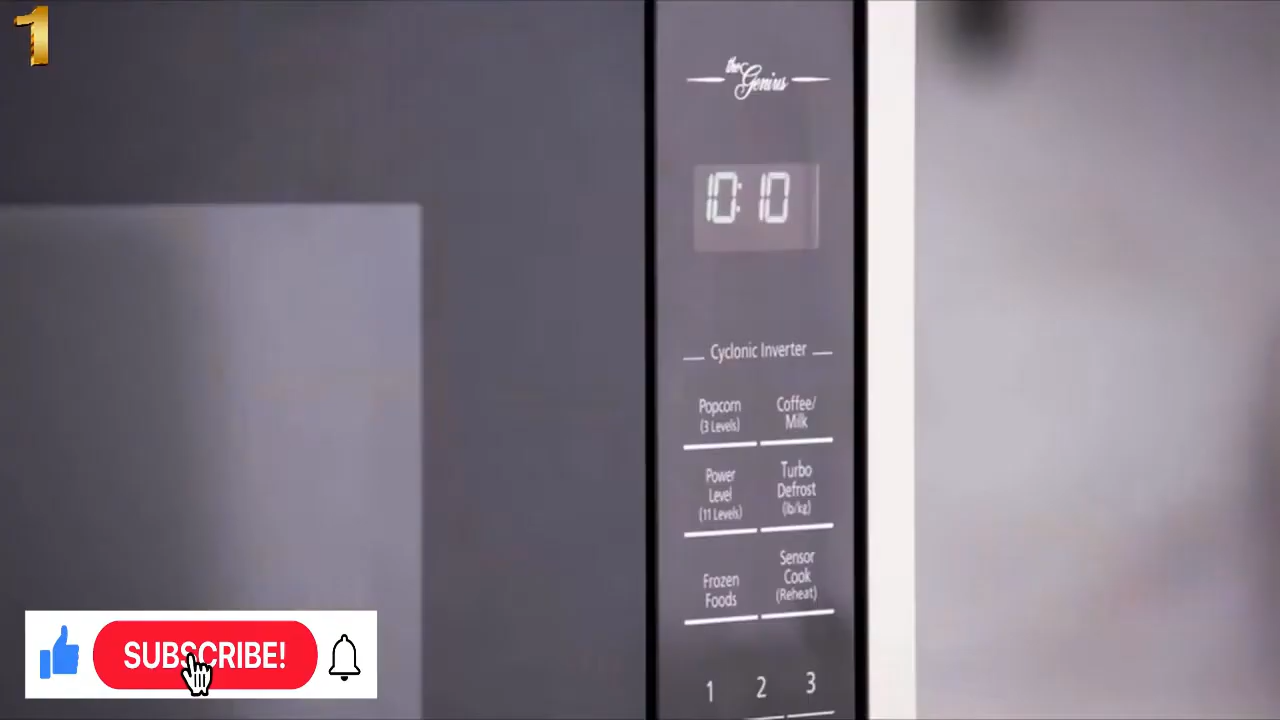 1
the
Genius
10:10
Cyclonic Inverter
Popcorn
(3 Levels)
Coffee/
Milk
Power
Level
(11 Levels)
Turbo
Defrost
(lb/kg)
Frozen
Foods
Sensor
Cook
(Reheat)
1 2 3
SUBSCRIBE!